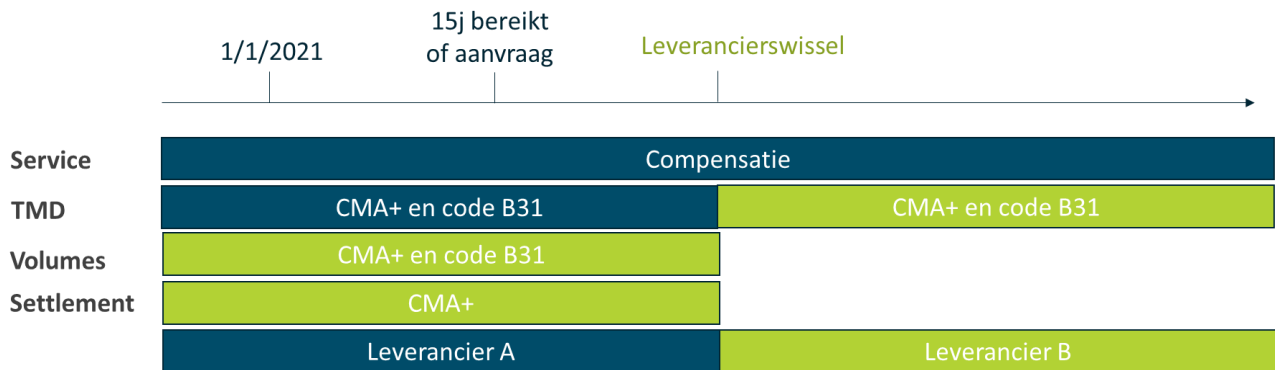 1/1/2021
15j bereikt
of aanvraag
Leverancierswissel
Service
Compensatie
TMD
CMA+ en code B31
CMA+ en code B31
Volumes
CMA+ en code B31
Settlement
CMA+
Leverancier A
Leverancier B